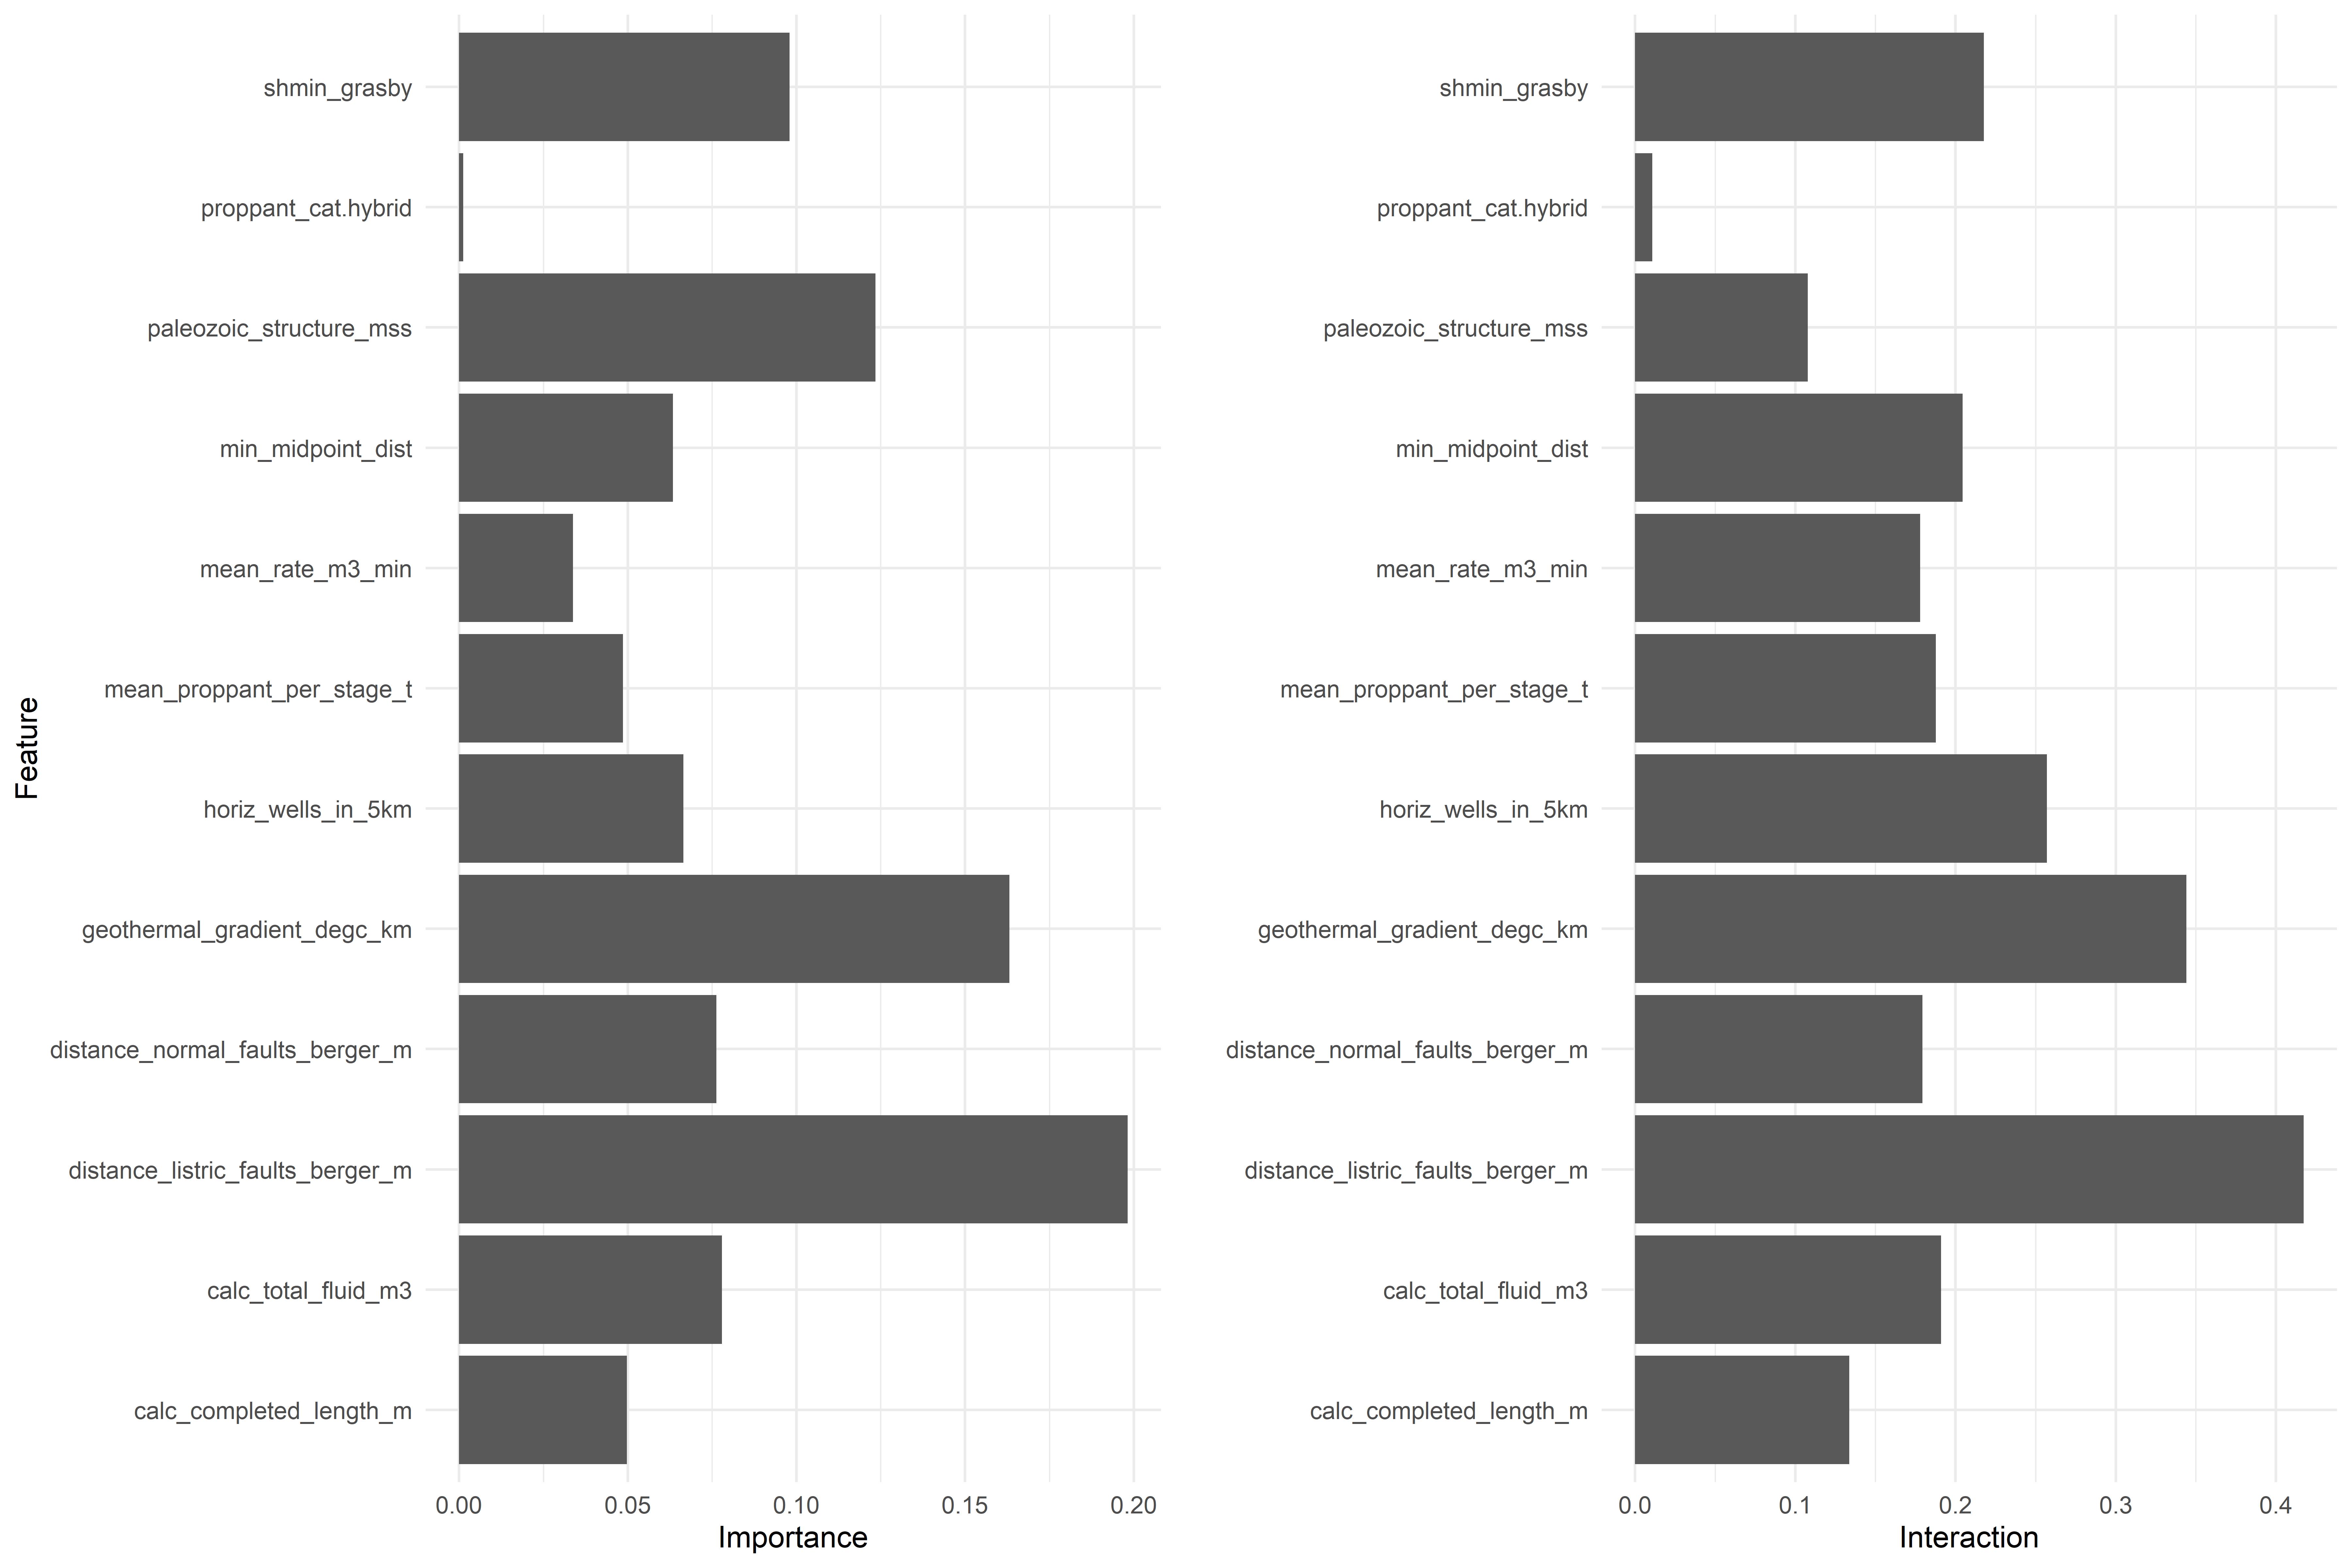 Feature
shmin_grasby
proppant_cat.hybrid
paleozoic_structure_mss
min_midpoint_dist
mean_rate_m3_min
mean_proppant_per_stage_t
horiz_wells_in_5km
geothermal_gradient_degc_km
distance_normal_faults_berger_m
distance_listric_faults_berger_m
calc_total_fluid_m3
calc_completed_length_m
0.00 0.05 0.10 0.15 0.20
Importance
shmin_grasby
proppant_cat.hybrid
paleozoic_structure_mss
min_midpoint_dist
mean_rate_m3_min
mean_proppant_per_stage_t
horiz_wells_in_5km
geothermal_gradient_degc_km
distance_normal_faults_berger_m
distance_listric_faults_berger_m
calc_total_fluid_m3
calc_completed_length_m
0.0 0.1 0.2 0.3 0.4
Interaction